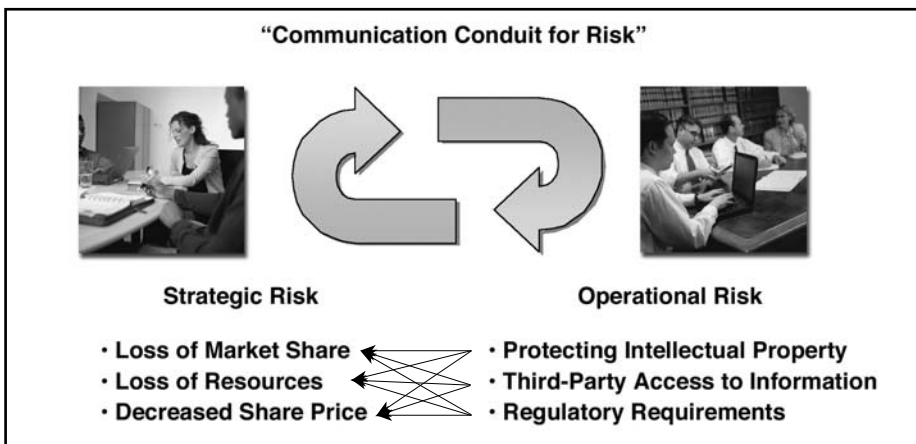 “Communication Conduit for Risk”
Strategic Risk
• Loss of Market Share
• Loss of Resources
• Decreased Share Price
Operational Risk
• Protecting Intellectual Property
• Third-Party Access to Information
• Regulatory Requirements